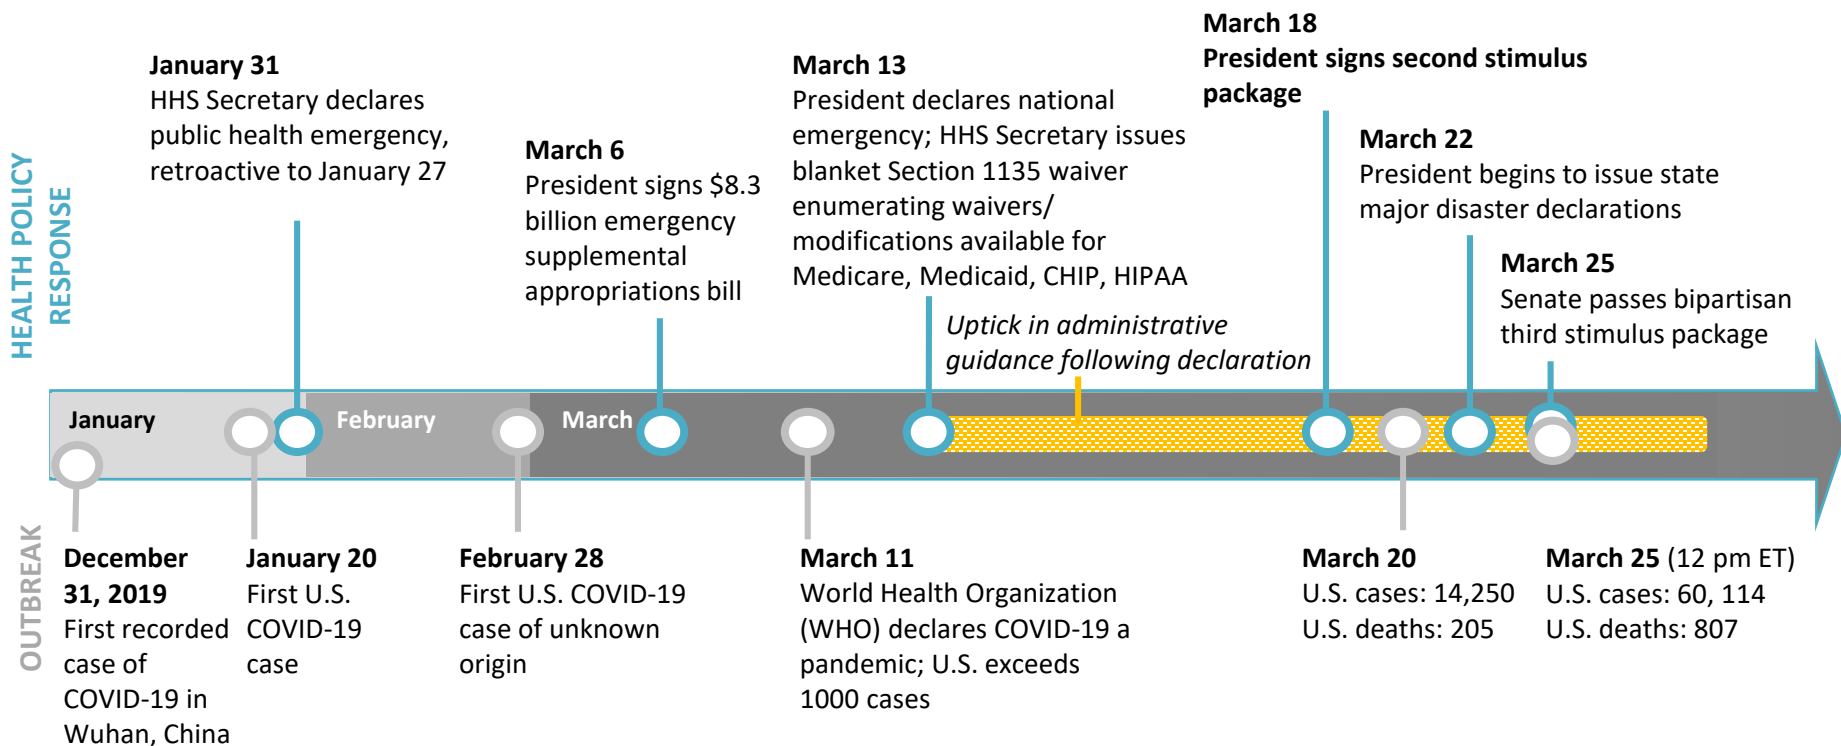 HEALTH POLICY
RESPONSE
January 31
HHS Secretary declares
public health emergency,
retroactive to January 27
March 6
President signs $8.3
billion emergency
supplemental
appropriations bill
March 13
President declares national
emergency; HHS Secretary issues
blanket Section 1135 waiver
enumerating waivers/
modifications available for
Medicare, Medicaid, CHIP, HIPAA
Uptick in administrative
guidance following declaration
March 18
President signs second stimulus
package
March 22
President begins to issue state
major disaster declarations
March 25
Senate passes bipartisan
third stimulus package
January
February
March
OUTBREAK
December
31, 2019
First recorded
case of
COVID-19 in
Wuhan, China
January 20
First U.S.
COVID-19
case
February 28
First U.S. COVID-19
case of unknown
origin
March 11
World Health Organization
(WHO) declares COVID-19 a
pandemic; U.S. exceeds
1000 cases
March 20
U.S. cases: 14,250
U.S. deaths: 205
March 25 (12 pm ET)
U.S. cases: 60, 114
U.S. deaths: 807